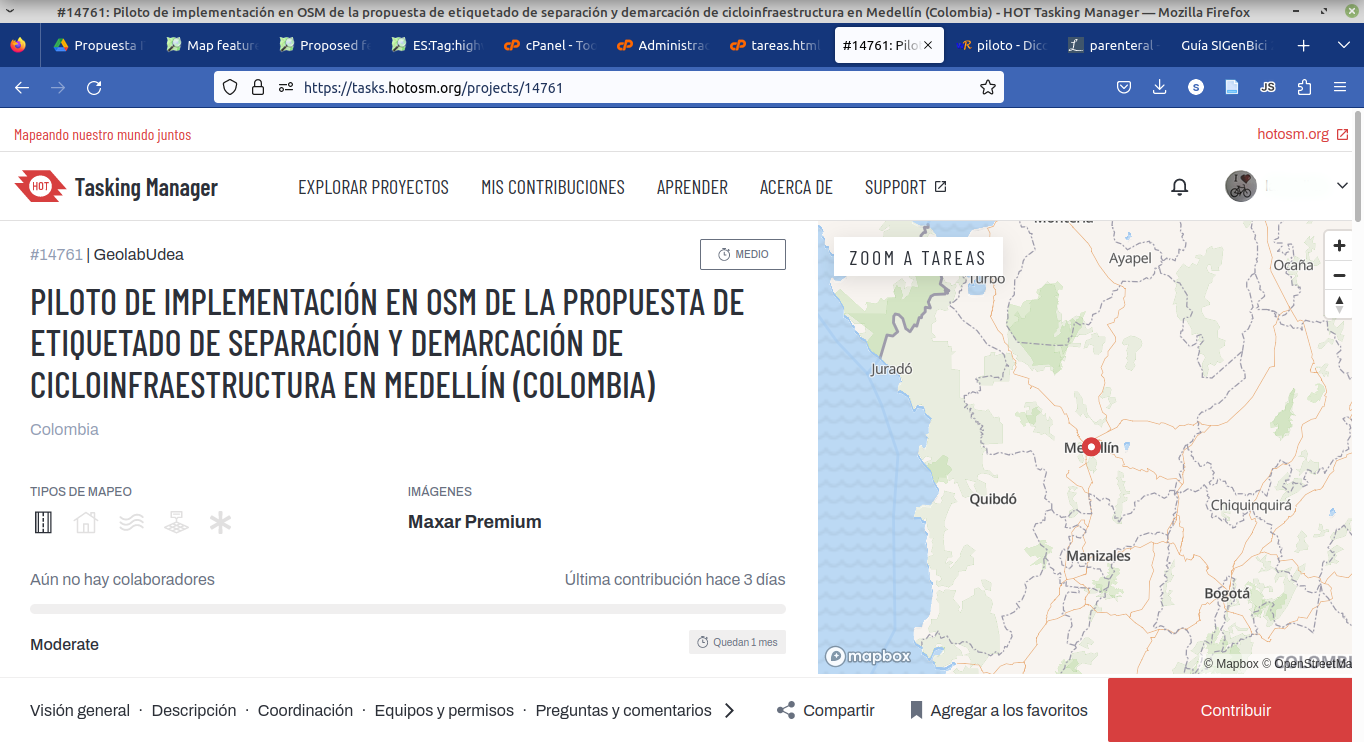 #14761: Piloto de implementación en OSM de la propuesta de etiquetado de separación y demarcación de cicloinfraestructura en Medellín (Colombia) - HOT Tasking Manager — Mozilla Firefox
Propuesta
Map featur
Proposed fe
ES:Tag:high
cPanel - Too
Administrac
tareas.html
#14761: Pilo
piloto - Dicc
parenteral
Guía SIGenBici
https://tasks.hotosm.org/projects/14761
S
JS
Mapeando nuestro mundo juntos
hotosm.org
HOT
Tasking Manager
EXPLORAR PROYECTOS
MIS CONTRIBUCIONES
APRENDER
ACERCA DE
SUPPORT
#14761 | GeolabUdea
MEDIO
PILOTO DE IMPLEMENTACIÓN EN OSM DE LA PROPUESTA DE
ETIQUETADO DE SEPARACIÓN Y DEMARCACIÓN DE
CICLOINFRAESTRUCTURA EN MEDELLÍN (COLOMBIA)
Colombia
TIPOS DE MAPEO
IMÁGENES
Maxar Premium
Aún no hay colaboradores
Última contribución hace 3 días
Moderate
Quedan 1 mes
ZOOM A TAREAS
Montería
Ayapel
Ocaña
Turbo
Juradó
Medellín
Quibdó
Chiquinquirá
Manizales
Bogotá
COLOMBI
mapbox
© Mapbox © OpenStreetMa
Visión general · Descripción · Coordinación · Equipos y permisos · Preguntas y comentarios
Compartir
Agregar a los favoritos
Contribuir